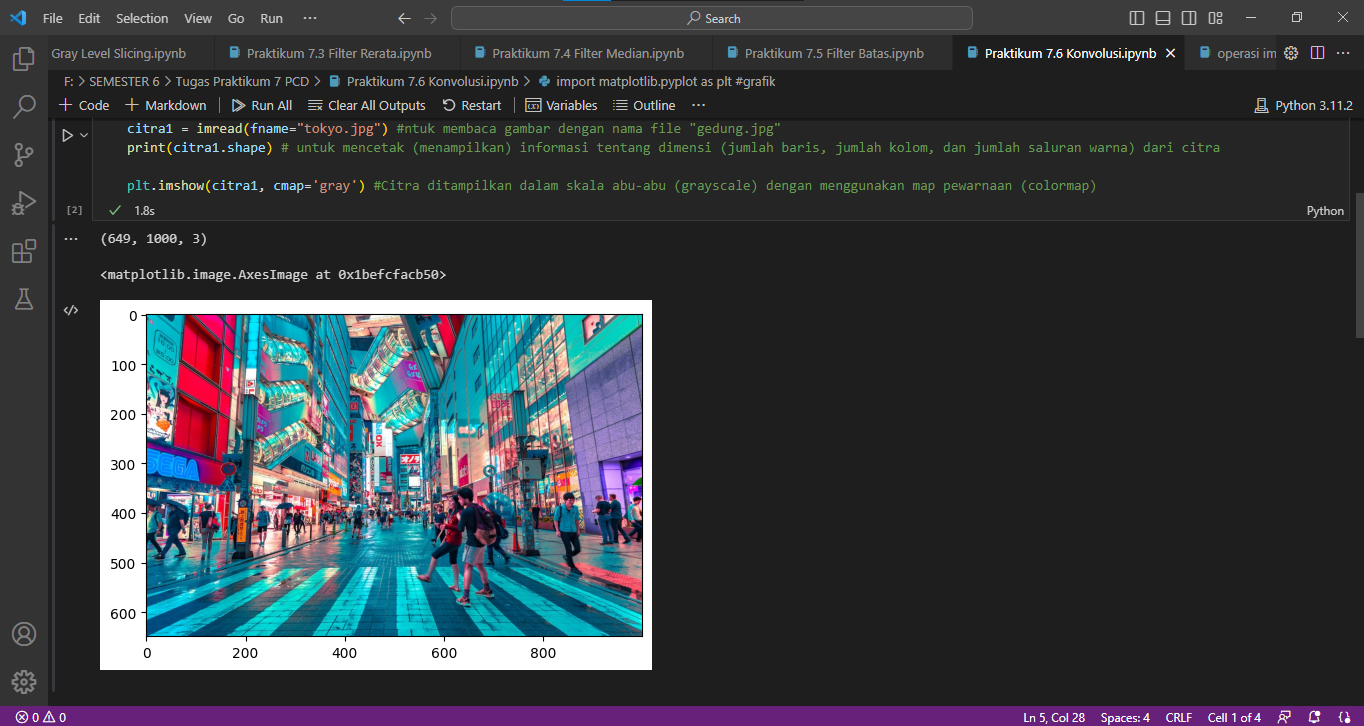 File Edit Selection View Go Run ··· Search
Gray Level Slicing.ipynb Praktikum 7.3 Filter Rerata.ipynb Praktikum 7.4 Filter Median.ipynb Praktikum 7.5 Filter Batas.ipynb Praktikum 7.6 Konvolusi.ipynb operasi im
F: > SEMESTER 6 > Tugas Praktikum 7 PCD > Praktikum 7.6 Konvolusi.ipynb > import matplotlib.pyplot as plt #grafik
+ Code + Markdown | Run All Clear All Outputs Restart | Variables Outline ··· Python 3.11.2
citra1 = imread(fname="tokyo.jpg") #ntuk membaca gambar dengan nama file "gedung.jpg"
print(citra1.shape) # untuk mencetak (menampilkan) informasi tentang dimensi (jumlah baris, jumlah kolom, dan jumlah saluran warna) dari citra
plt.imshow(citra1, cmap='gray') #Citra ditampilkan dalam skala abu-abu (grayscale) dengan menggunakan map pewarnaan (colormap)
[2] ✓ 1.8s Python
··· (649, 1000, 3)
<matplotlib.image.AxesImage at 0x1befcfacb50>
0
100
200
300
400
500
600
SEGA
0 200 400 600 800
0 0 Ln 5, Col 28 Spaces: 4 CRLF Cell 1 of 4